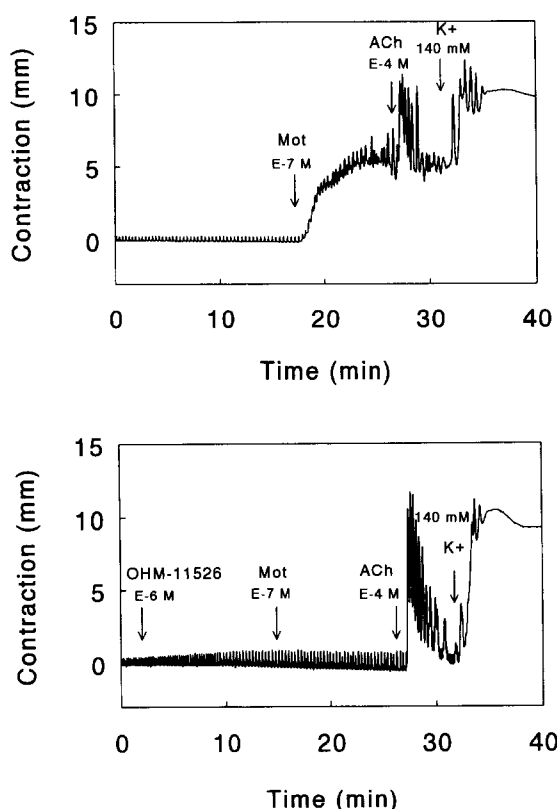 15
10
5
0
Contraction (mm)
Mot
E-7 M
ACh
E-4 M
K+
140 mM
0 10 20 30 40
Time (min)
15
10
5
0
Contraction (mm)
OHM-11526
E-6 M
Mot
E-7 M
ACh
E-4 M
140 mM
K+
0 10 20 30 40
Time (min)